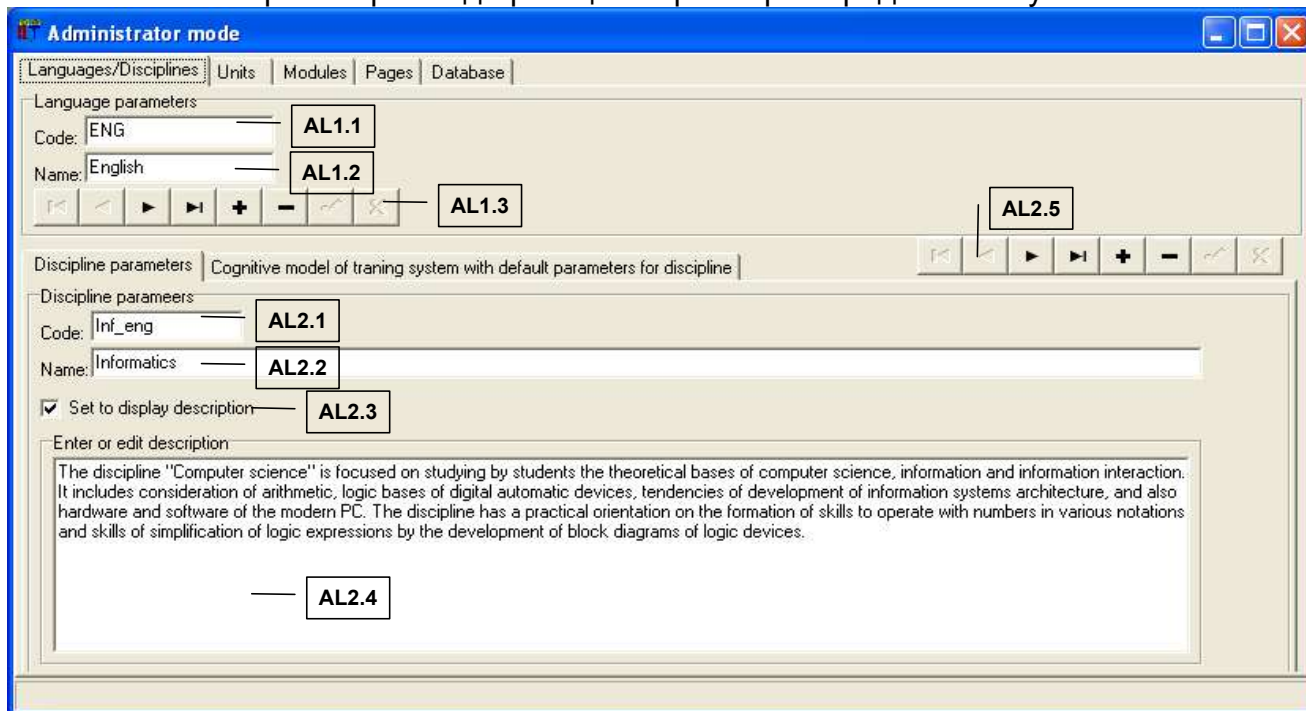 Administrator mode
Languages/Disciplines Units Modules Pages Database
Language parameters
Code: ENG AL1.1
Name: English AL1.2
AL1.3
AL2.5
Discipline parameters Cognitive model of traning system with default parameters for discipline
Discipline parameers
Code: Inf_eng AL2.1
Name: Informatics AL2.2
Set to display description AL2.3
Enter or edit description
The discipline "Computer science" is focused on studying by students the theoretical bases of computer science, information and information interaction.
It includes consideration of arithmetic, logic bases of digital automatic devices, tendencies of development of information systems architecture, and also
hardware and software of the modern PC. The discipline has a practical orientation on the formation of skills to operate with numbers in various notations
and skills of simplification of logic expressions by the development of block diagrams of logic devices.
AL2.4